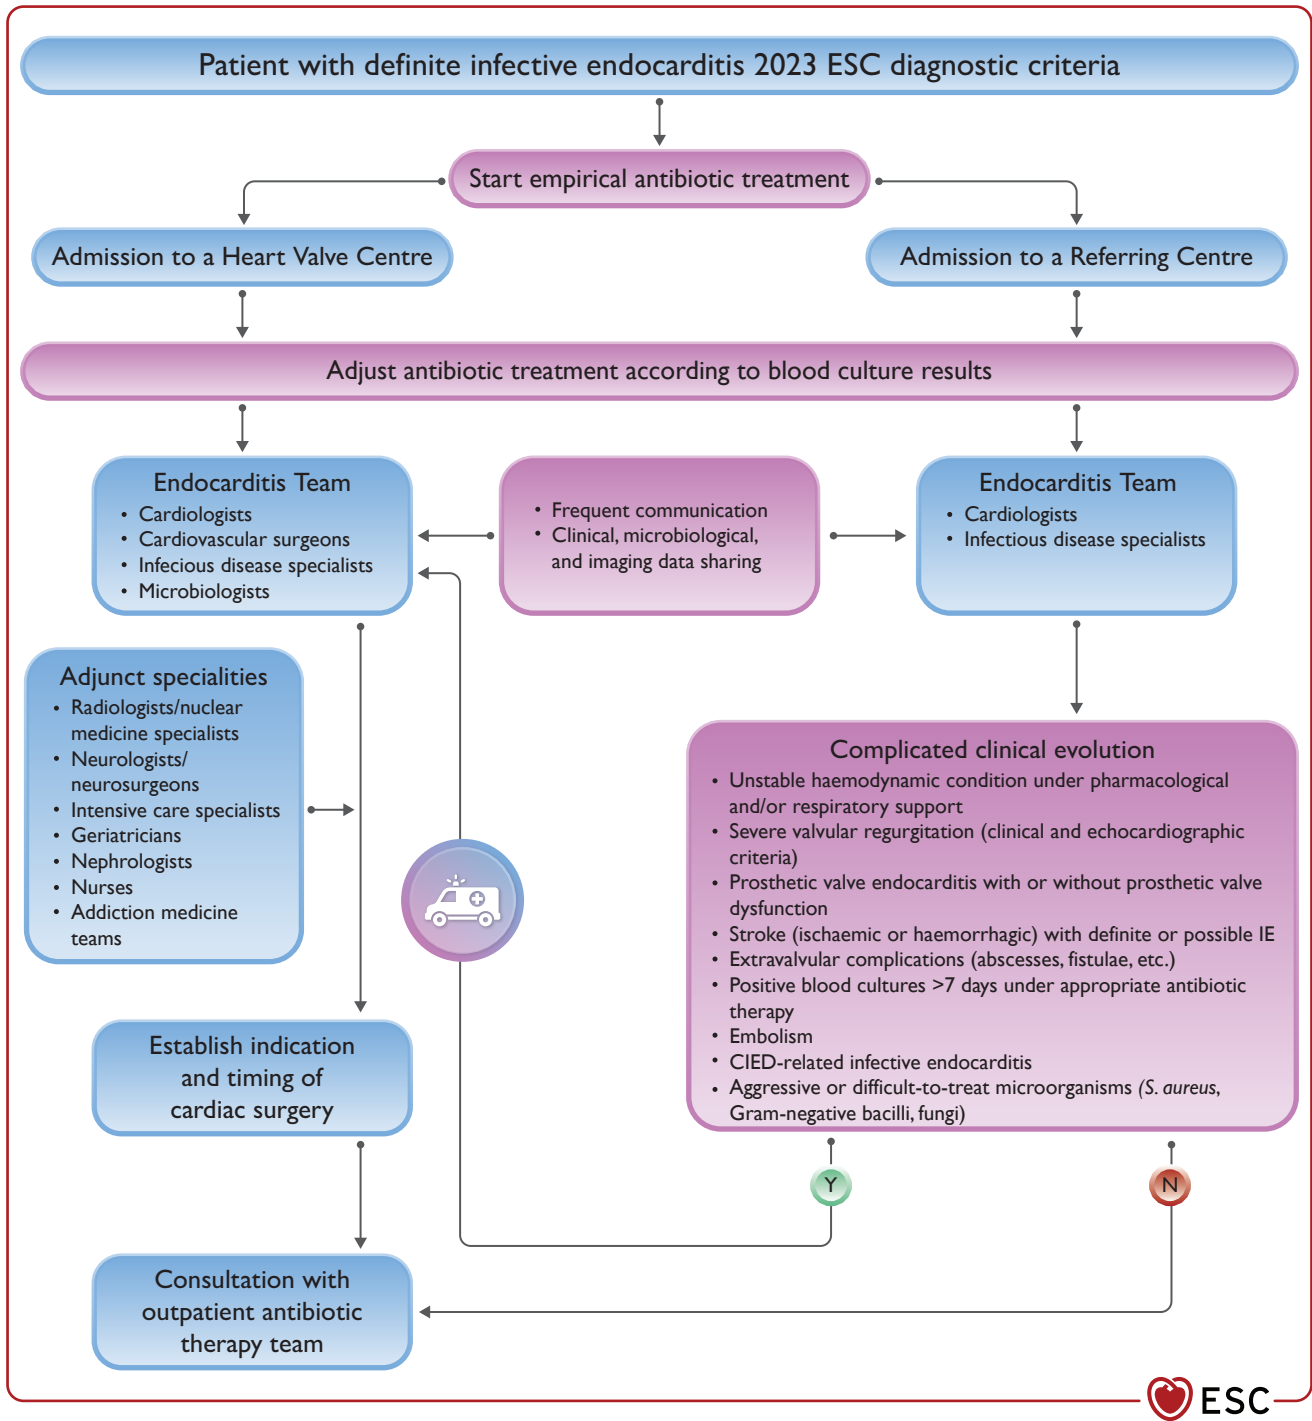 Patient with definite infective endocarditis 2023 ESC diagnostic criteria
Start empirical antibiotic treatment
Admission to a Heart Valve Centre
Admission to a Referring Centre
Adjust antibiotic treatment according to blood culture results
Endocarditis Team
• Cardiologists
• Cardiovascular surgeons
• Infecious disease specialists
• Microbiologists
• Frequent communication
• Clinical, microbiological,
and imaging data sharing
Endocarditis Team
• Cardiologists
• Infectious disease specialists
Adjunct specialities
• Radiologists/nuclear
medicine specialists
• Neurologists/
neurosurgeons
• Intensive care specialists
• Geriatricians
• Nephrologists
• Nurses
• Addiction medicine
teams
Complicated clinical evolution
• Unstable haemodynamic condition under pharmacological
and/or respiratory support
• Severe valvular regurgitation (clinical and echocardiographic
criteria)
• Prosthetic valve endocarditis with or without prosthetic valve
dysfunction
• Stroke (ischaemic or haemorrhagic) with definite or possible IE
• Extravalvular complications (abscesses, fistulae, etc.)
• Positive blood cultures >7 days under appropriate antibiotic
therapy
• Embolism
• CIED-related infective endocarditis
• Aggressive or difficult-to-treat microorganisms (S. aureus,
Gram-negative bacilli, fungi)
Establish indication
and timing of
cardiac surgery
Y
N
Consultation with
outpatient antibiotic
therapy team
ESC